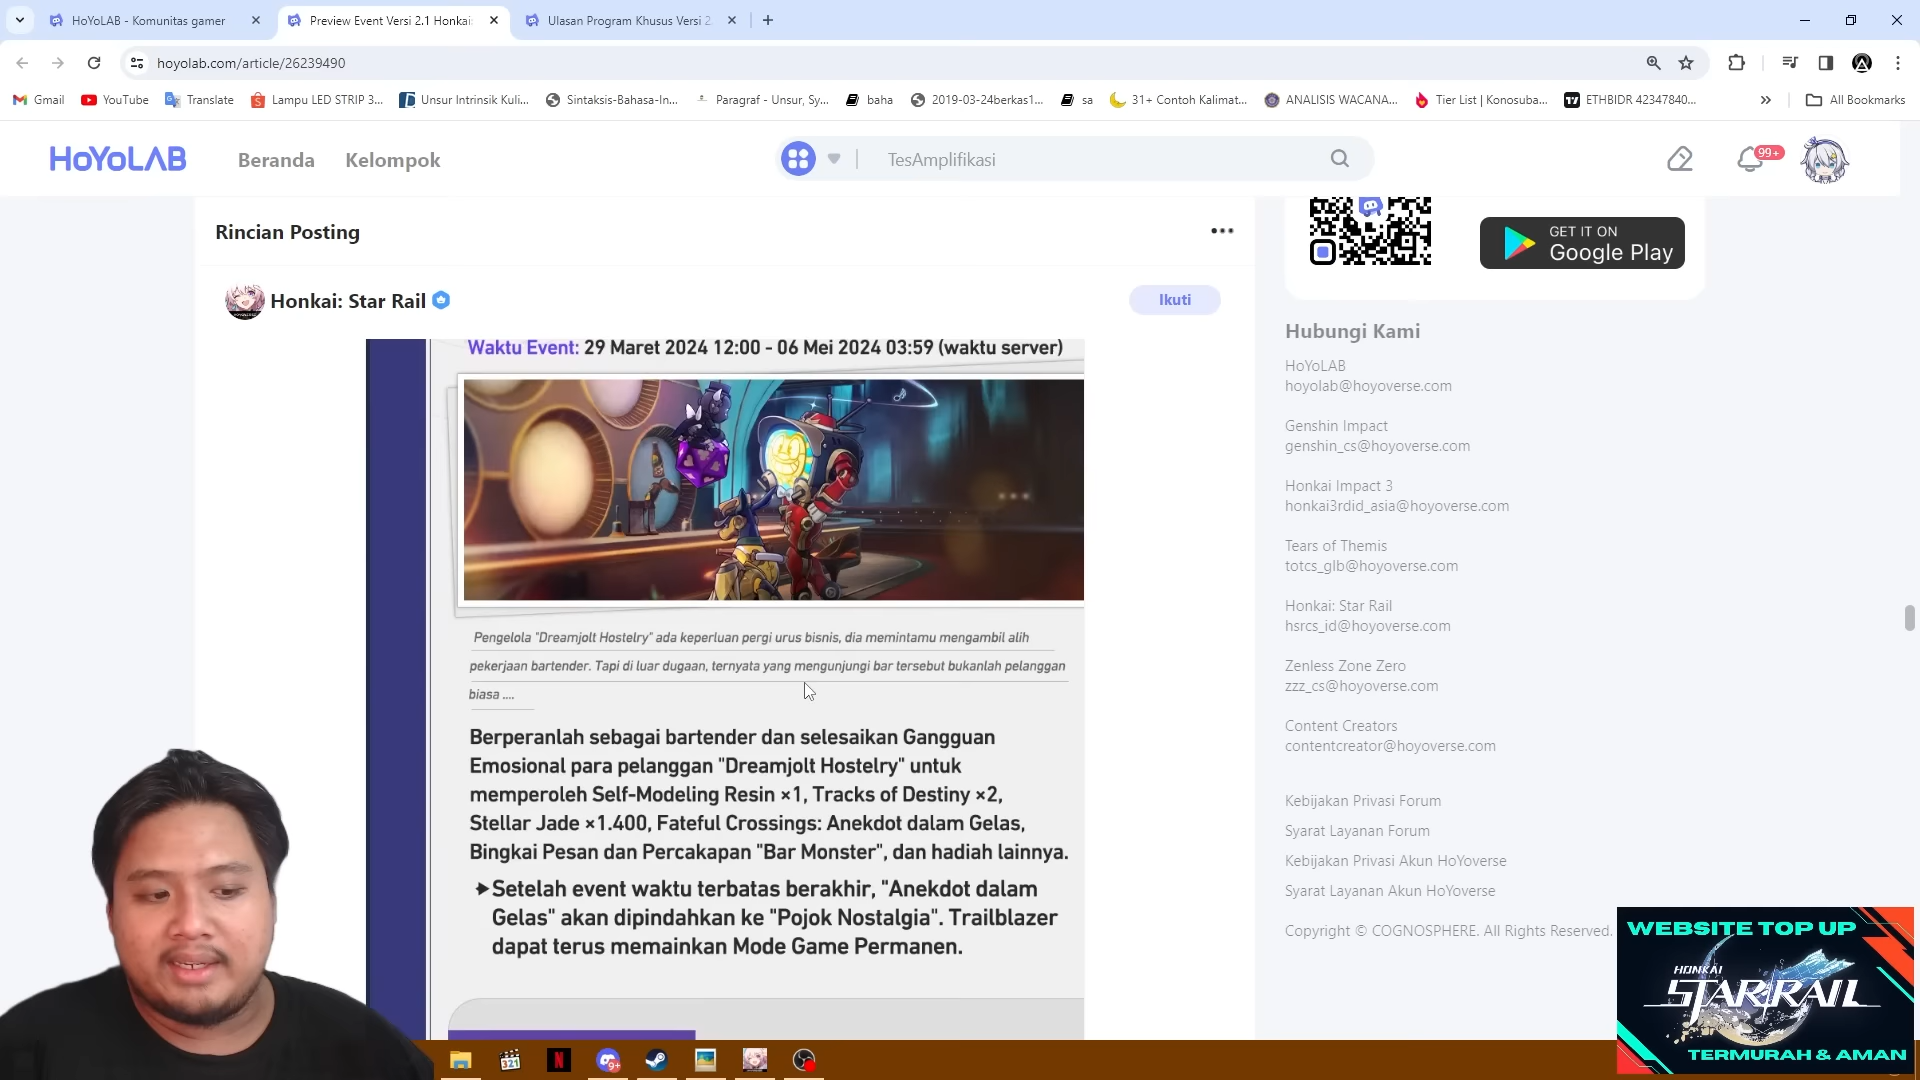 HoYoLAB - Komunitas gamer
Preview Event Versi 2.1 Honkai
Ulasan Program Khusus Versi 2
hoyolab.com/article/26239490
Gmail
YouTube
Translate
Lampu LED STRIP 3...
Unsur Intrinsik Kuli...
Sintaksis-Bahasa-In...
Paragraf - Unsur, Sy...
baha
2019-03-24berkas1...
sa
31+ Contoh Kalimat...
ANALISIS WACANA...
Tier List | Konosuba...
ETHBIDR 42347840...
All Bookmarks
HoYoLAB
Beranda
Kelompok
TesAmplifikasi
99+
Rincian Posting
Honkai: Star Rail
Ikuti
Waktu Event: 29 Maret 2024 12:00 - 06 Mei 2024 03:59 (waktu server)
Pengelola "Dreamjolt Hostelry" ada keperluan pergi urus bisnis, dia memintamu mengambil alih
pekerjaan bartender. Tapi di luar dugaan, ternyata yang mengunjungi bar tersebut bukanlah pelanggan
biasa ....
Berperanlah sebagai bartender dan selesaikan Gangguan
Emosional para pelanggan "Dreamjolt Hostelry" untuk
memperoleh Self-Modeling Resin ×1, Tracks of Destiny ×2,
Stellar Jade ×1.400, Fateful Crossings: Anekdot dalam Gelas,
Bingkai Pesan dan Percakapan "Bar Monster", dan hadiah lainnya.
Setelah event waktu terbatas berakhir, "Anekdot dalam
Gelas" akan dipindahkan ke "Pojok Nostalgia". Trailblazer
dapat terus memainkan Mode Game Permanen.
GET IT ON
Google Play
Hubungi Kami
HoYoLAB
hoyolab@hoyoverse.com
Genshin Impact
genshin_cs@hoyoverse.com
Honkai Impact 3
honkai3rdid_asia@hoyoverse.com
Tears of Themis
totcs_glb@hoyoverse.com
Honkai: Star Rail
hsrcs_id@hoyoverse.com
Zenless Zone Zero
zzz_cs@hoyoverse.com
Content Creators
contentcreator@hoyoverse.com
Kebijakan Privasi Forum
Syarat Layanan Forum
Kebijakan Privasi Akun HoYoverse
Syarat Layanan Akun HoYoverse
Copyright © COGNOSPHERE. All Rights Reserved.
WEBSITE TOP UP
HONKAI
STAR RAIL
TERMURAH & AMAN
321
9+